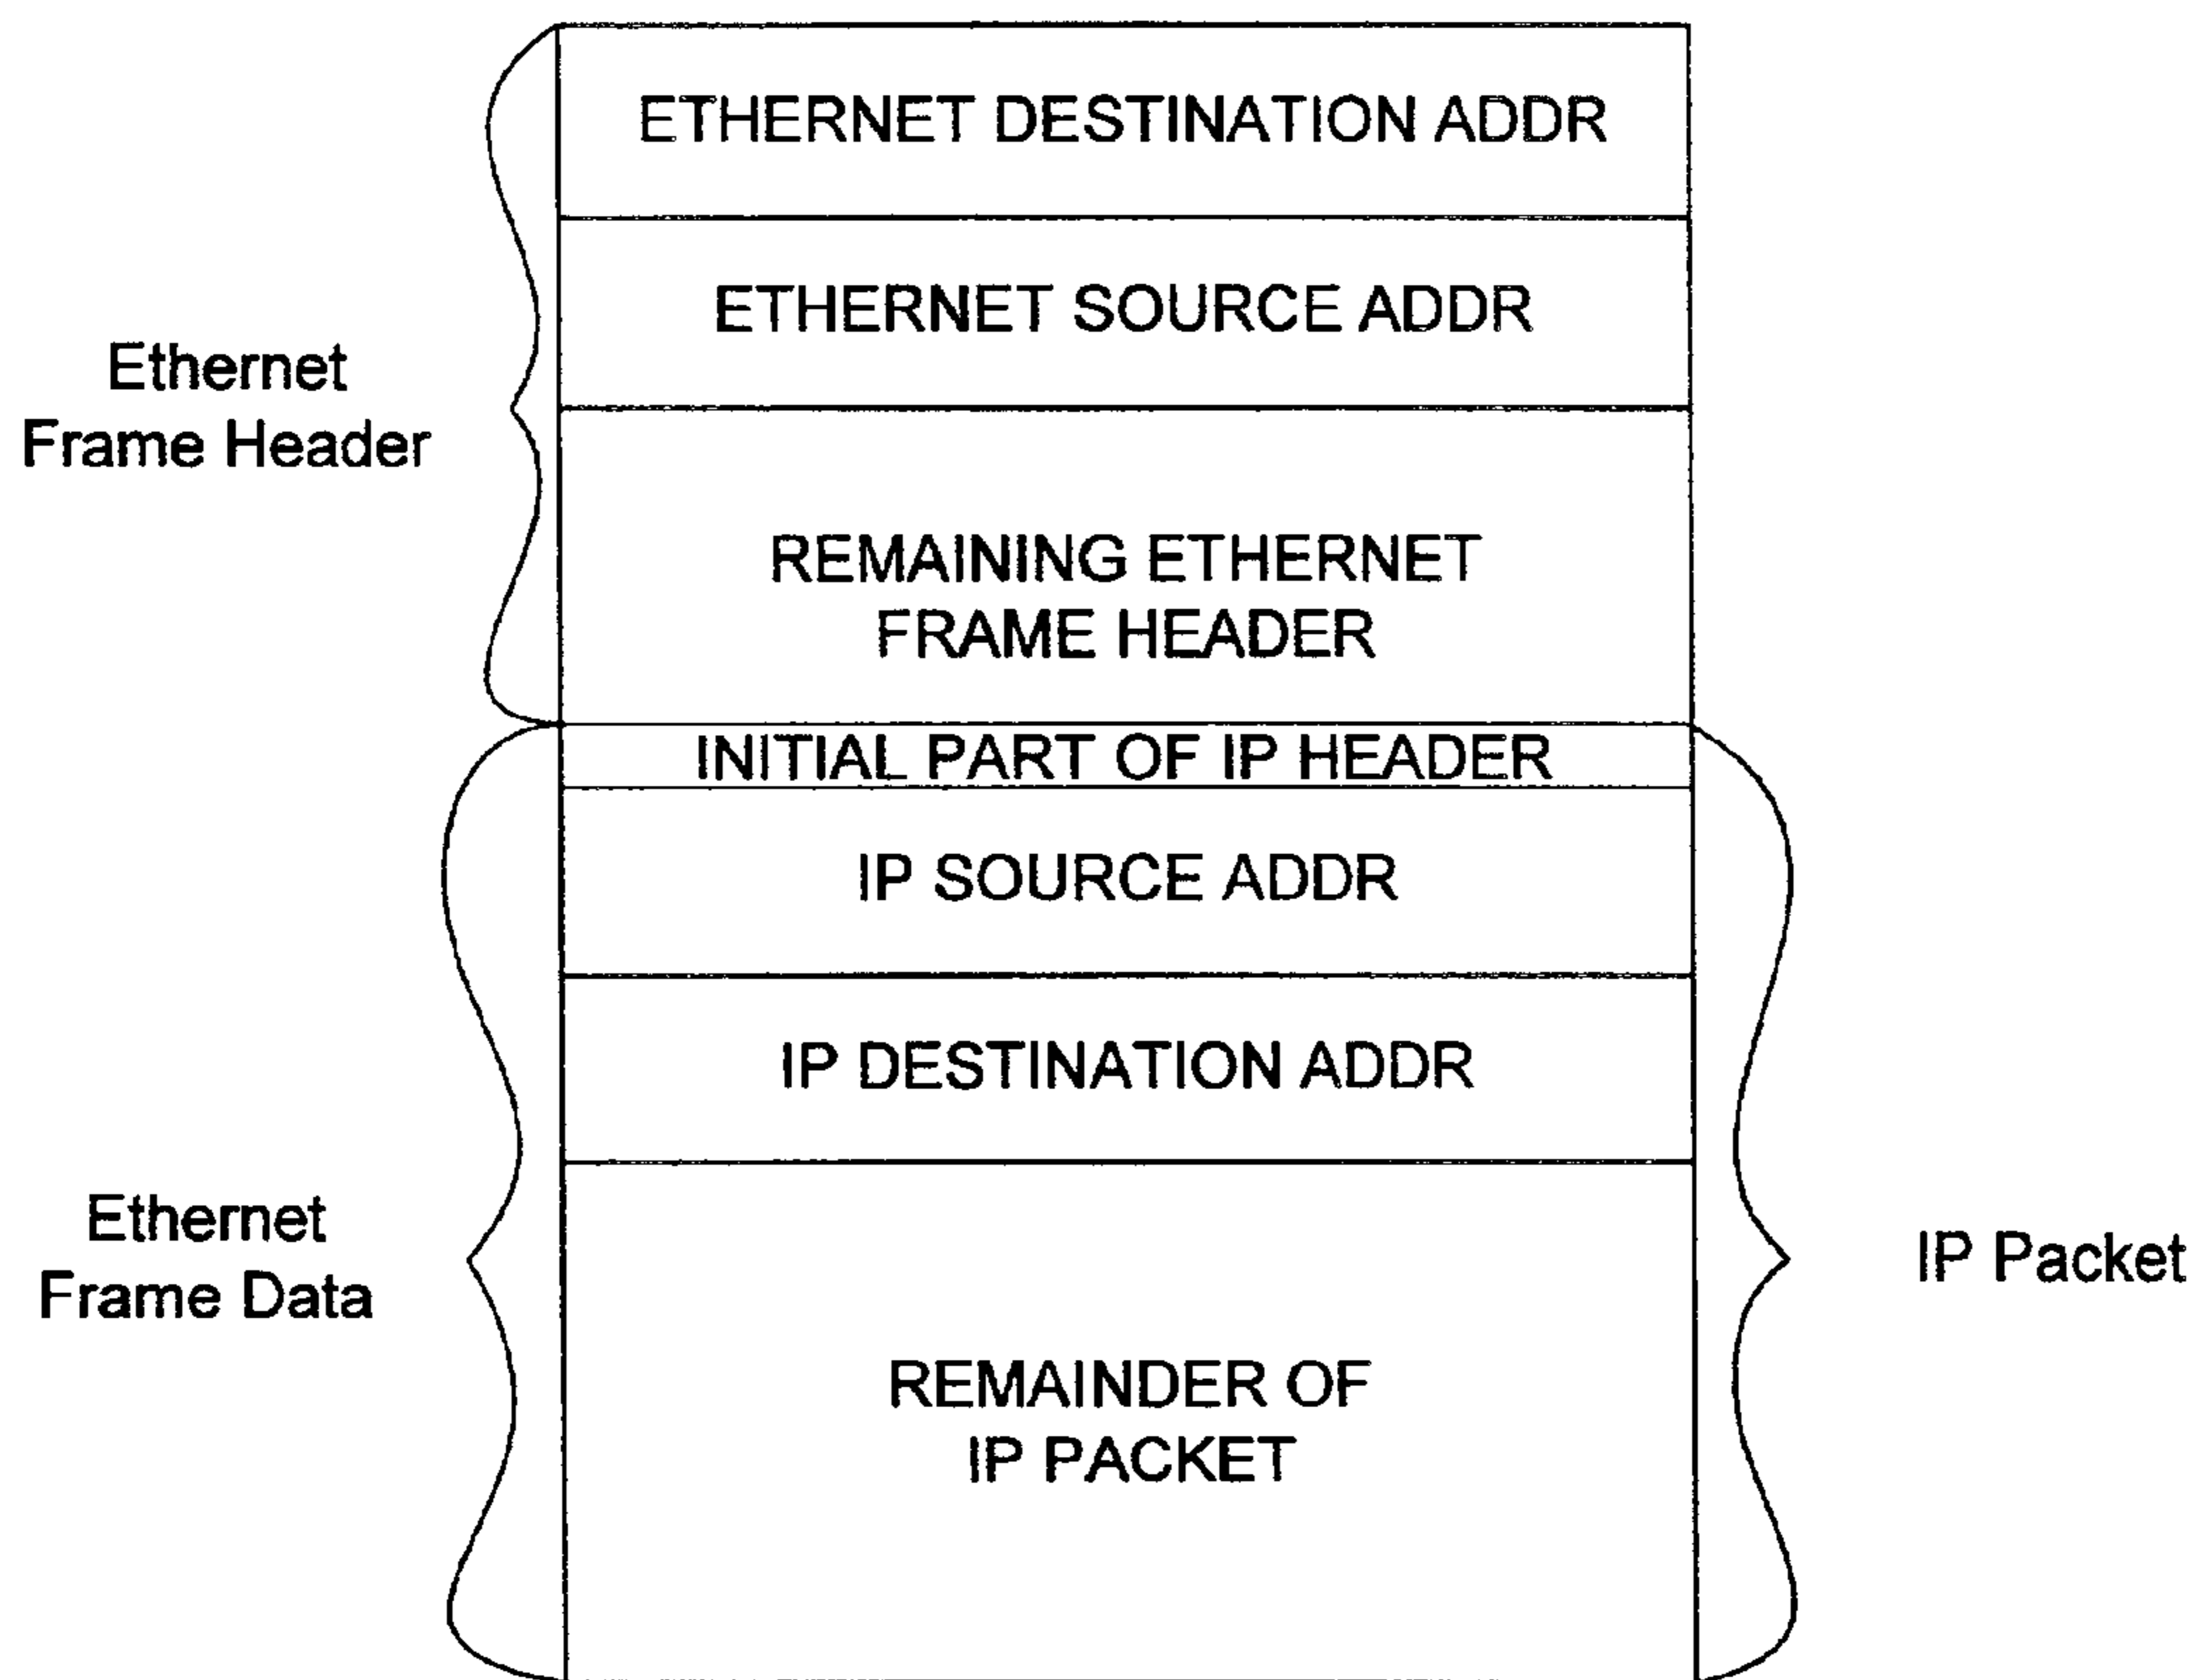 ETHERNET DESTINATION ADDR
ETHERNET SOURCE ADDR
Ethernet
Frame Header
REMAINING ETHERNET
FRAME HEADER
INITIAL PART OF IP HEADER
IP SOURCE ADDR
IP DESTINATION ADDR
Ethernet
Frame Data
IP Packet
REMAINDER OF
IP PACKET